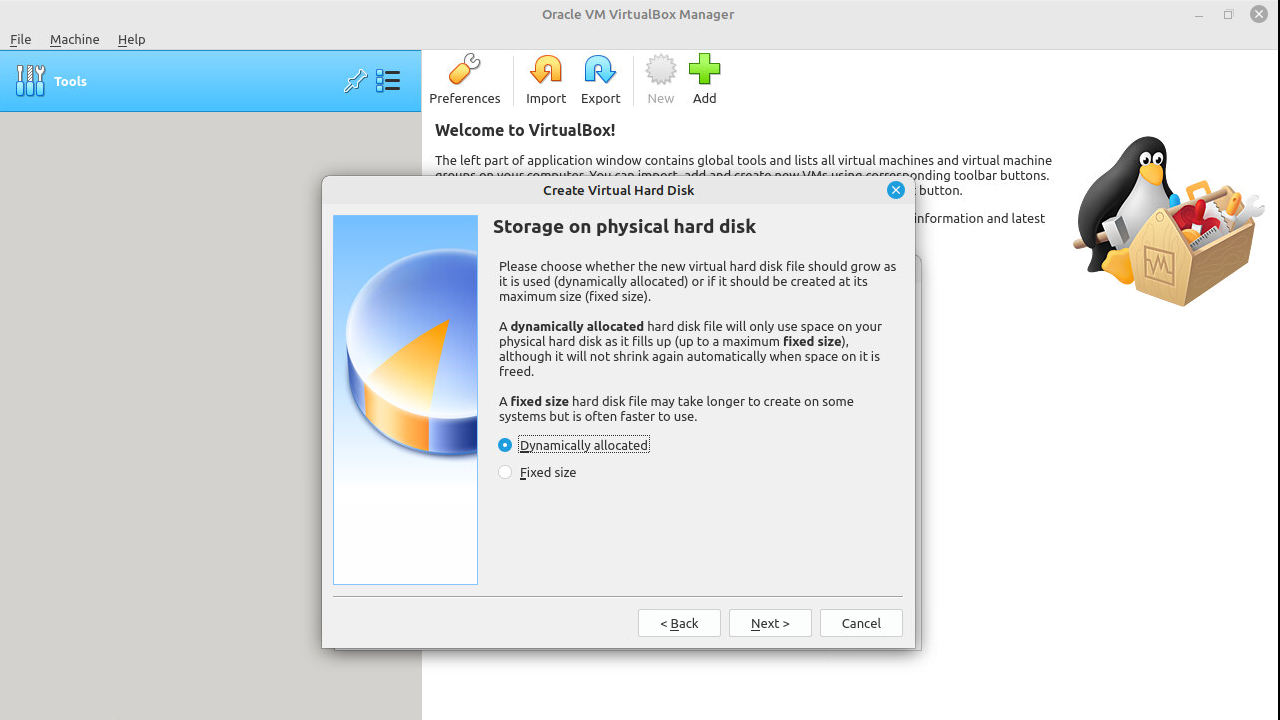 Oracle VM VirtualBox Manager
File Machine Help
Tools
Preferences Import Export New Add
Welcome to VirtualBox!
The left part of application window contains global tools and lists all virtual machines and virtual machine
groups on your computer. You can import, add and create new VMs using corresponding toolbar buttons.
button.
information and latest
Create Virtual Hard Disk
Storage on physical hard disk
Please choose whether the new virtual hard disk file should grow as
it is used (dynamically allocated) or if it should be created at its
maximum size (fixed size).
A dynamically allocated hard disk file will only use space on your
physical hard disk as it fills up (up to a maximum fixed size),
although it will not shrink again automatically when space on it is
freed.
A fixed size hard disk file may take longer to create on some
systems but is often faster to use.
Dynamically allocated
Fixed size
< Back Next > Cancel